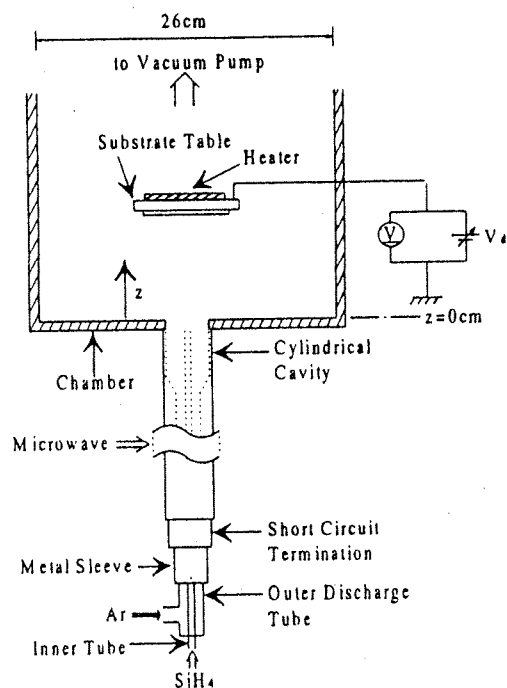 26cm
to Vacuum Pump
Substrate Table
Heater
V
Vd
z
z=0cm
Cylindrical
Cavity
Chamber
Microwave
Short Circuit
Termination
Metal Sleeve
Outer Discharge
Tube
Ar
Inner Tube
SiH4